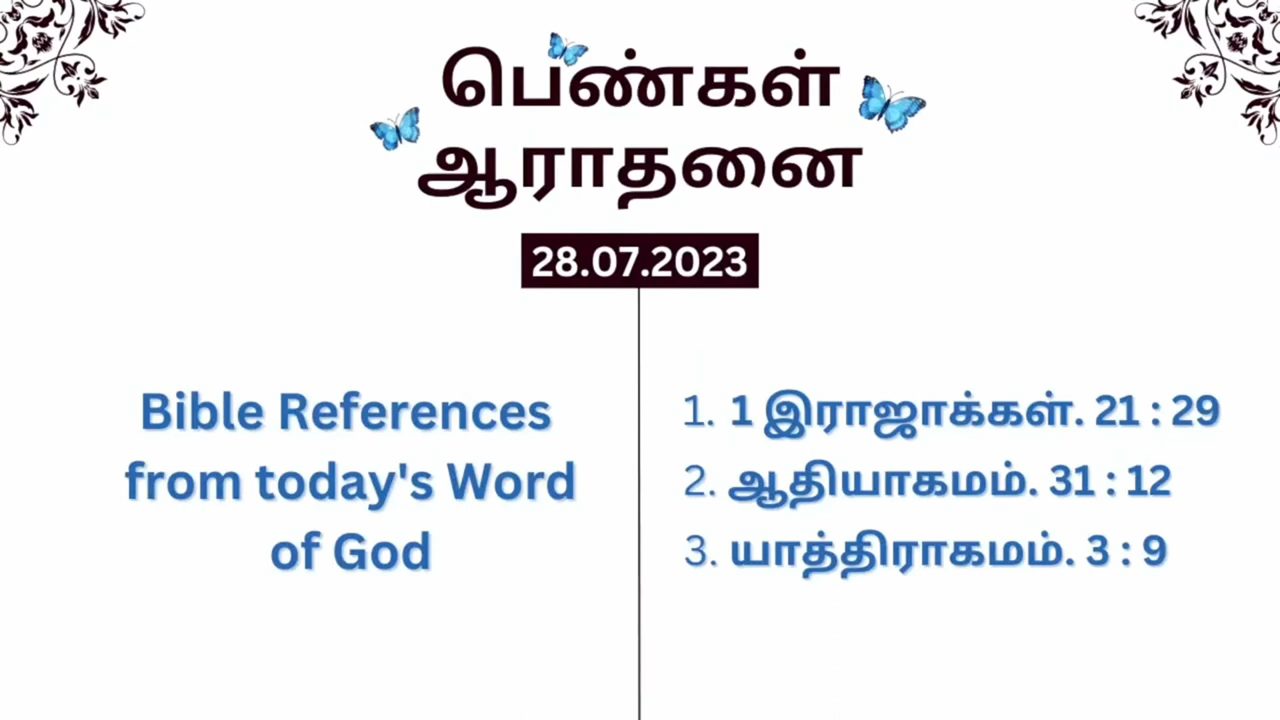 பெண்கள்
ஆராதனை
28.07.2023
Bible References
from today's Word
of God
1. 1 இராஜாக்கள். 21 : 29
2. ஆதியாகமம். 31 : 12
3. யாத்திராகமம். 3 : 9